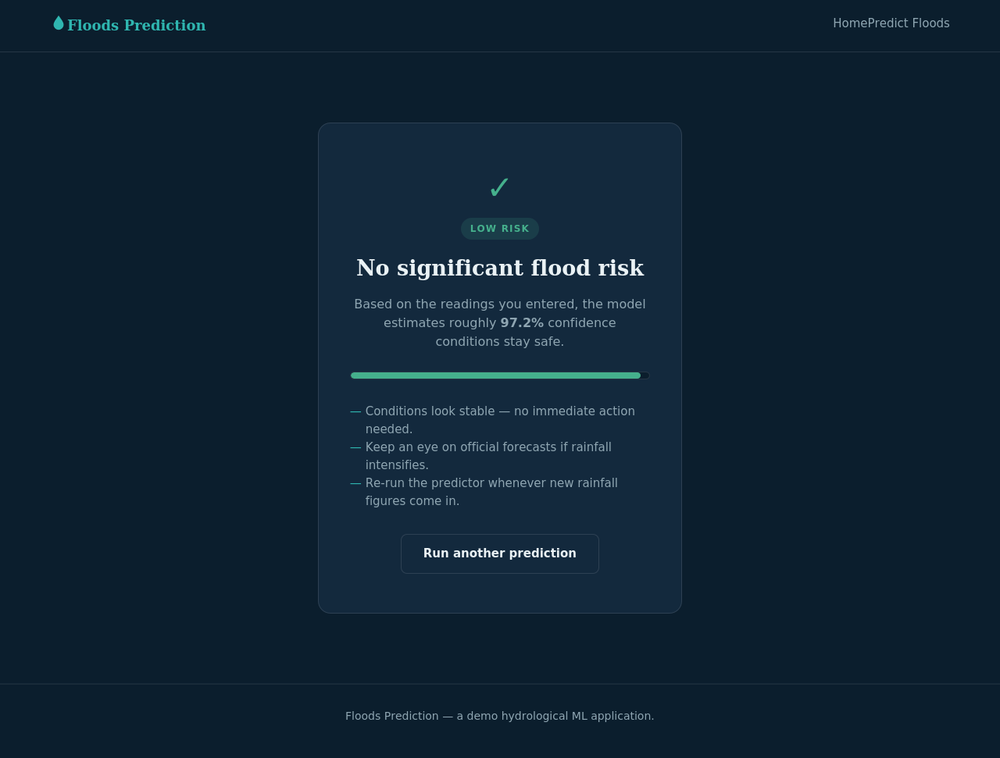 Floods Prediction
Home Predict Floods
✓
LOW RISK
No significant flood risk
Based on the readings you entered, the model
estimates roughly 97.2% confidence
conditions stay safe.
— Conditions look stable — no immediate action
needed.
— Keep an eye on official forecasts if rainfall
intensifies.
— Re-run the predictor whenever new rainfall
figures come in.
Run another prediction
Floods Prediction — a demo hydrological ML application.